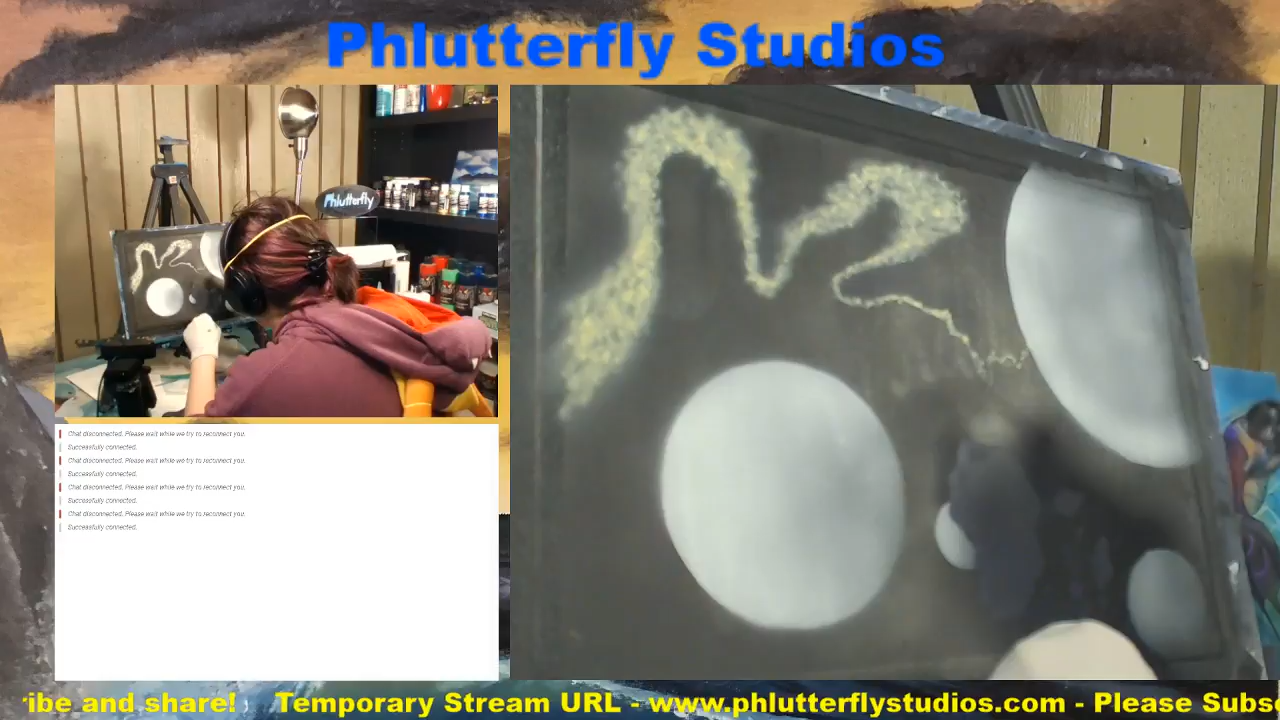 Phlutterfly Studios
Phlutterfly
Chat disconnected. Please wait while we try to reconnect you.
Successfully connected.
Chat disconnected. Please wait while we try to reconnect you.
Successfully connected.
Chat disconnected. Please wait while we try to reconnect you.
Successfully connected.
Chat disconnected. Please wait while we try to reconnect you.
Successfully connected.
ibe and share! Temporary Stream URL - www.phlutterflystudios.com - Please Subs